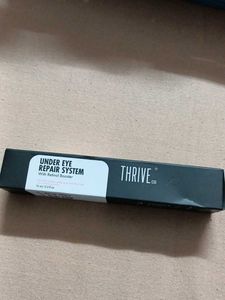 UNDER EYE
REPAIR SYSTEM
With Retinol Booster
THRIVE
co